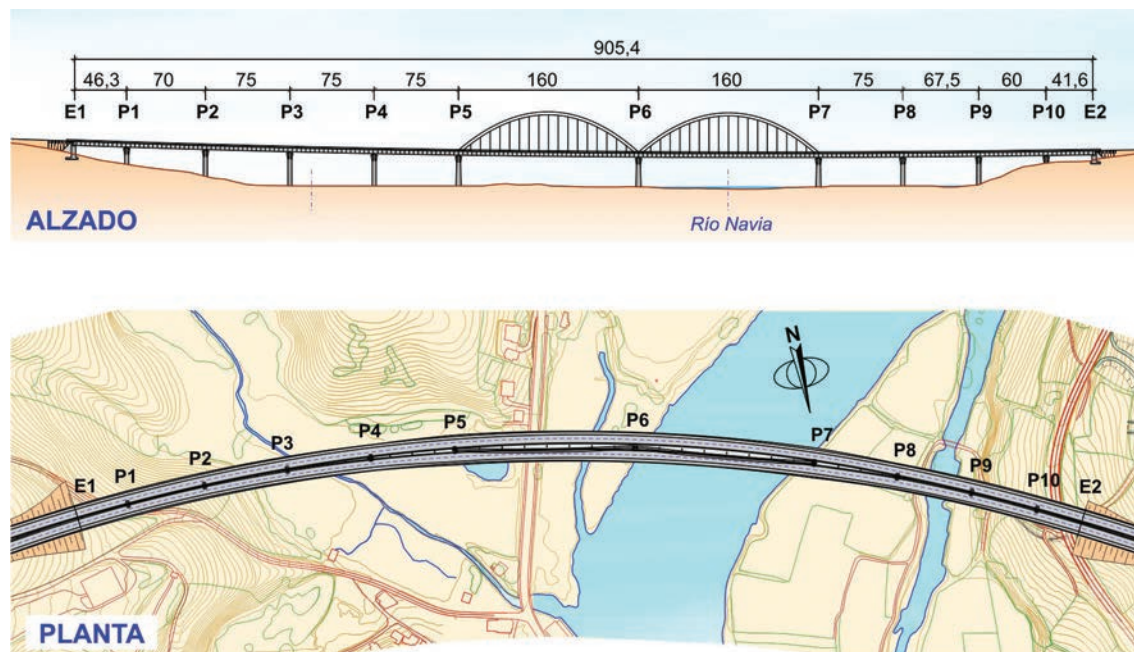 905,4
46,3 70 75 75 75 160 160 75 67,5 60 41,6
E1 P1 P2 P3 P4 P5 P6 P7 P8 P9 P10 E2
ALZADO
Río Navia
N
P6
P5
P4
P7
P3
P8
P2
P9
P1
P10
E1
E2
PLANTA